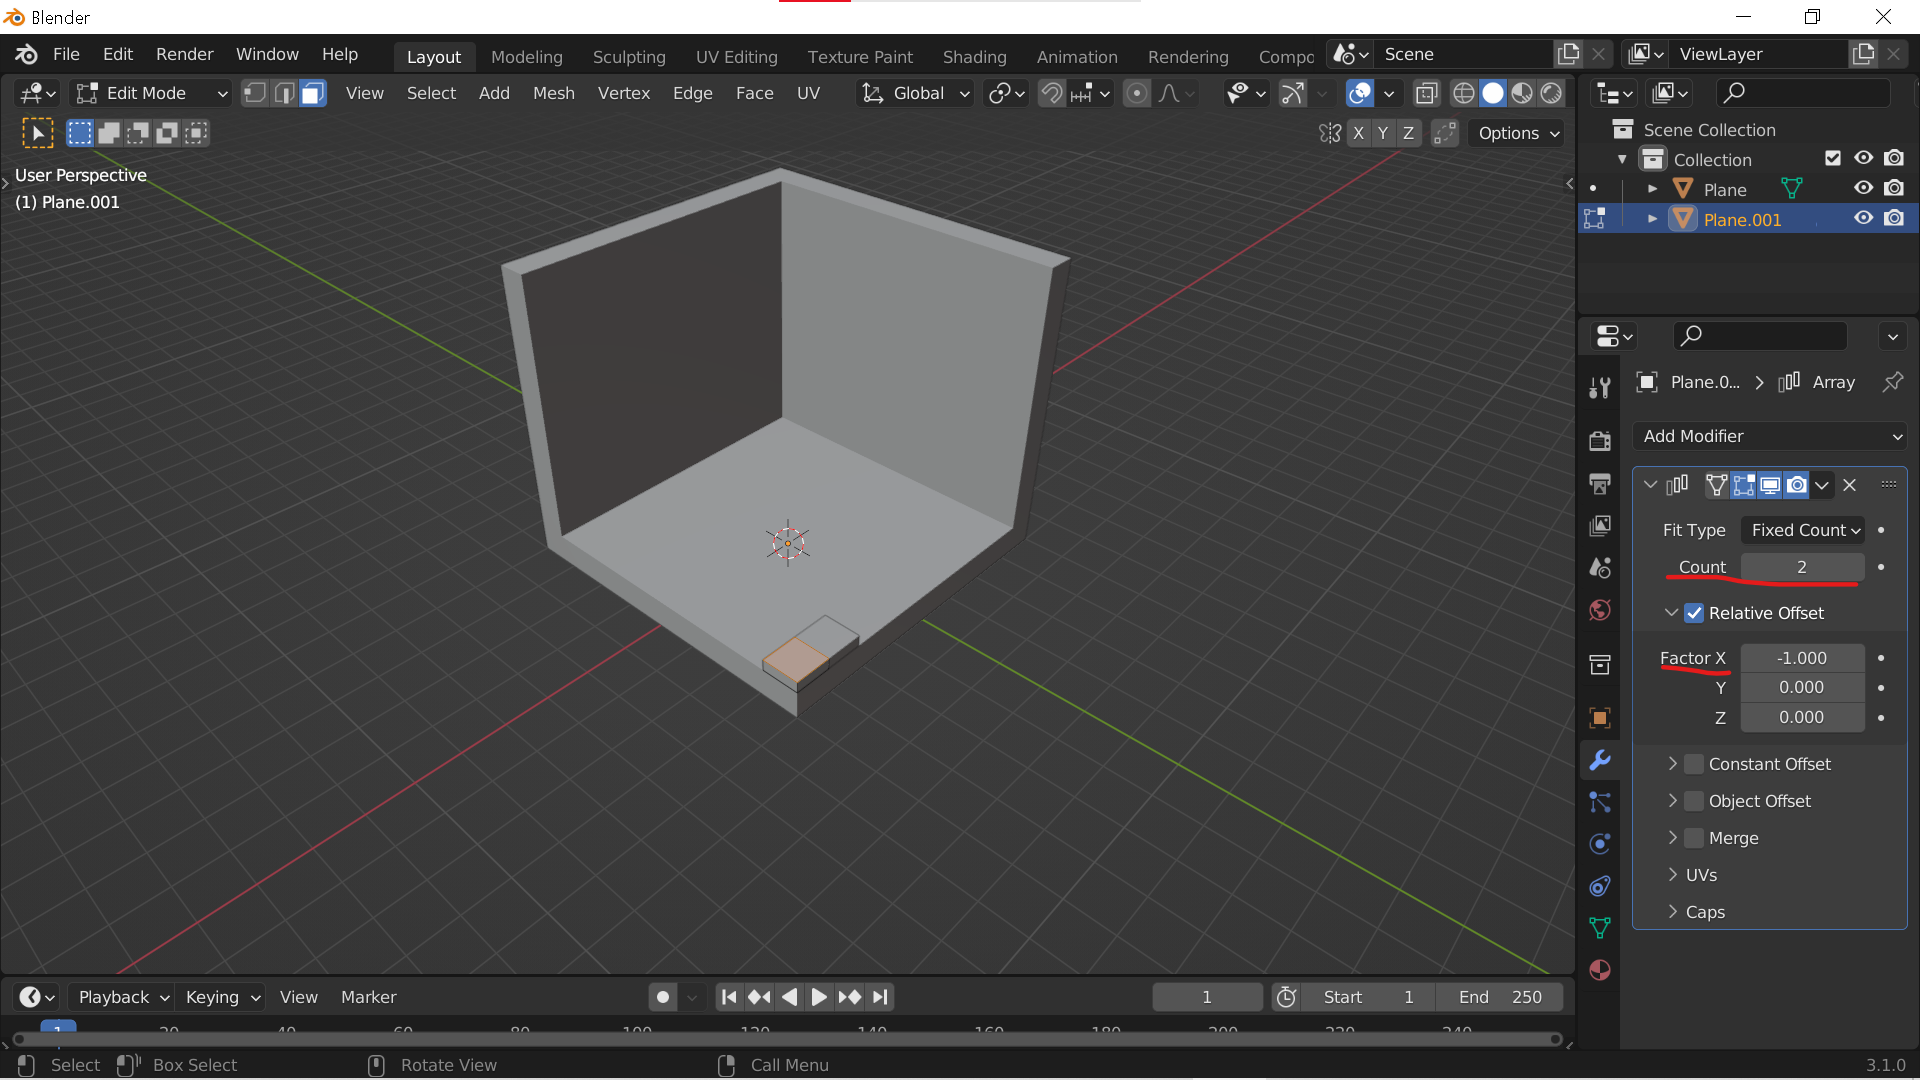 Blender
File Edit Render Window Help Layout Modeling Sculpting UV Editing Texture Paint Shading Animation Rendering Compo Scene ViewLayer
Edit Mode View Select Add Mesh Vertex Edge Face UV Global
X Y Z Options
User Perspective
(1) Plane.001
Scene Collection
Collection
Plane
Plane.001
Plane.0... > Array
Add Modifier
Fit Type Fixed Count
Count 2
Relative Offset
Factor X -1.000
Y 0.000
Z 0.000
Constant Offset
Object Offset
Merge
UVs
Caps
Playback Keying View Marker 1 Start 1 End 250
1 20 40 60 80 100 120 140 160 180 200 220 240
Select Box Select Rotate View Call Menu 3.1.0